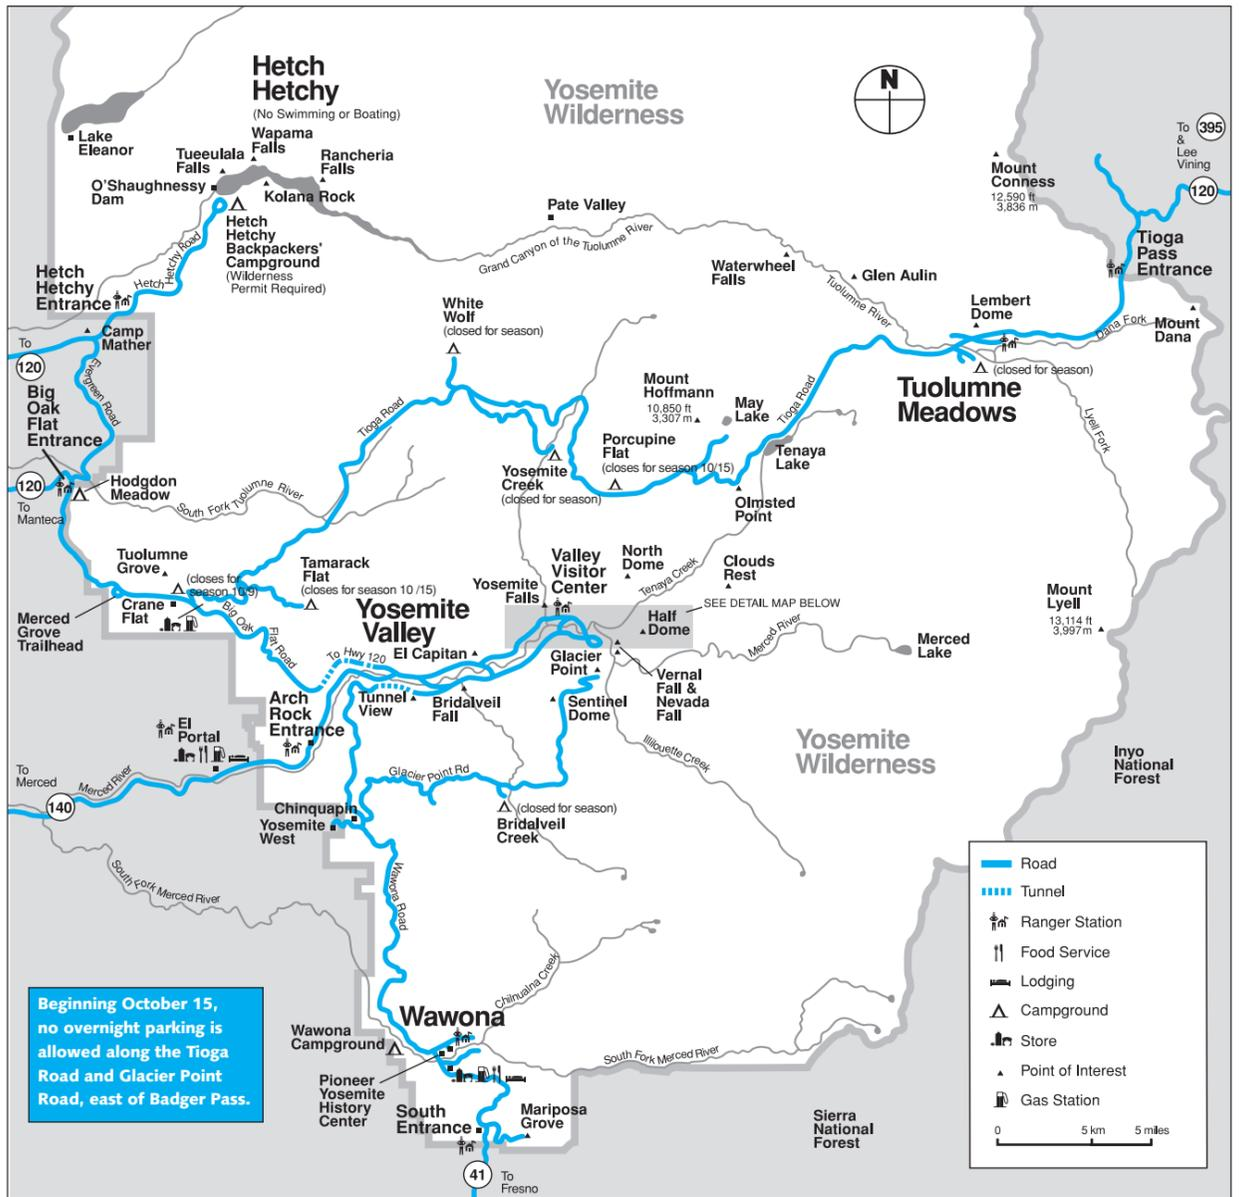 Hetch
Hetchy
(No Swimming or Boating)
Yosemite
Wilderness
N
To
&
Lee
Vining
395
120
Lake
Eleanor
Wapama
Falls
Tueeulala
Falls
Rancheria
Falls
O'Shaughnessy
Dam
Kolana Rock
Mount
Conness
12,590 ft
3,836 m
Pate Valley
Grand Canyon of the Tuolumne River
Hetch
Hetchy
Backpackers'
Campground
(Wilderness
Permit Required)
Tioga
Pass
Entrance
Hetch Hetchy Road
Hetch
Hetchy
Entrance
Waterwheel
Falls
Glen Aulin
Tuolumne River
White
Wolf
(closed for season)
Lembert
Dome
Dana Fork
Mount
Dana
Camp
Mather
To
120
Evergreen Road
Big
Oak
Flat
Entrance
Tuolumne
Meadows
(closed for season)
Mount
Hoffmann
10,850 ft
3,307 m
May
Lake
Tioga Road
Tioga Road
Lyell Fork
Porcupine
Flat
(closes for season 10/15)
Tenaya
Lake
Yosemite
Creek
(closed for season)
Olmsted
Point
120
To
Manteca
Hodgdon
Meadow
South Fork Tuolumne River
Tuolumne
Grove
(closes for
season 10/9)
Crane
Flat
Tamarack
Flat
(closes for season 10 /15)
Valley
Visitor
Center
North
Dome
Tenaya Creek
Clouds
Rest
Yosemite
Falls
SEE DETAIL MAP BELOW
Half
Dome
Merced River
Merced
Lake
Mount
Lyell
13,114 ft
3,997 m
Merced
Grove
Trailhead
Big Oak Flat Road
Yosemite
Valley
To Hwy 120
El Capitan
Glacier
Point
Vernal
Fall &
Nevada
Fall
Arch
Rock
Entrance
Tunnel
View
Bridalveil
Fall
Sentinel
Dome
El
Portal
Illilouette Creek
Yosemite
Wilderness
Inyo
National
Forest
To
Merced
140
Merced River
Glacier Point Rd
(closed for season)
Bridalveil
Creek
Chinquapin
Yosemite
West
South Fork Merced River
Wawona Road
Road
Tunnel
Ranger Station
Food Service
Lodging
Campground
Store
Point of Interest
Gas Station
0
5 km
5 miles
Chilnualna Creek
Beginning October 15,
no overnight parking is
allowed along the Tioga
Road and Glacier Point
Road, east of Badger Pass.
Wawona
Wawona
Campground
South Fork Merced River
Pioneer
Yosemite
History
Center
South
Entrance
Mariposa
Grove
Sierra
National
Forest
41
To
Fresno